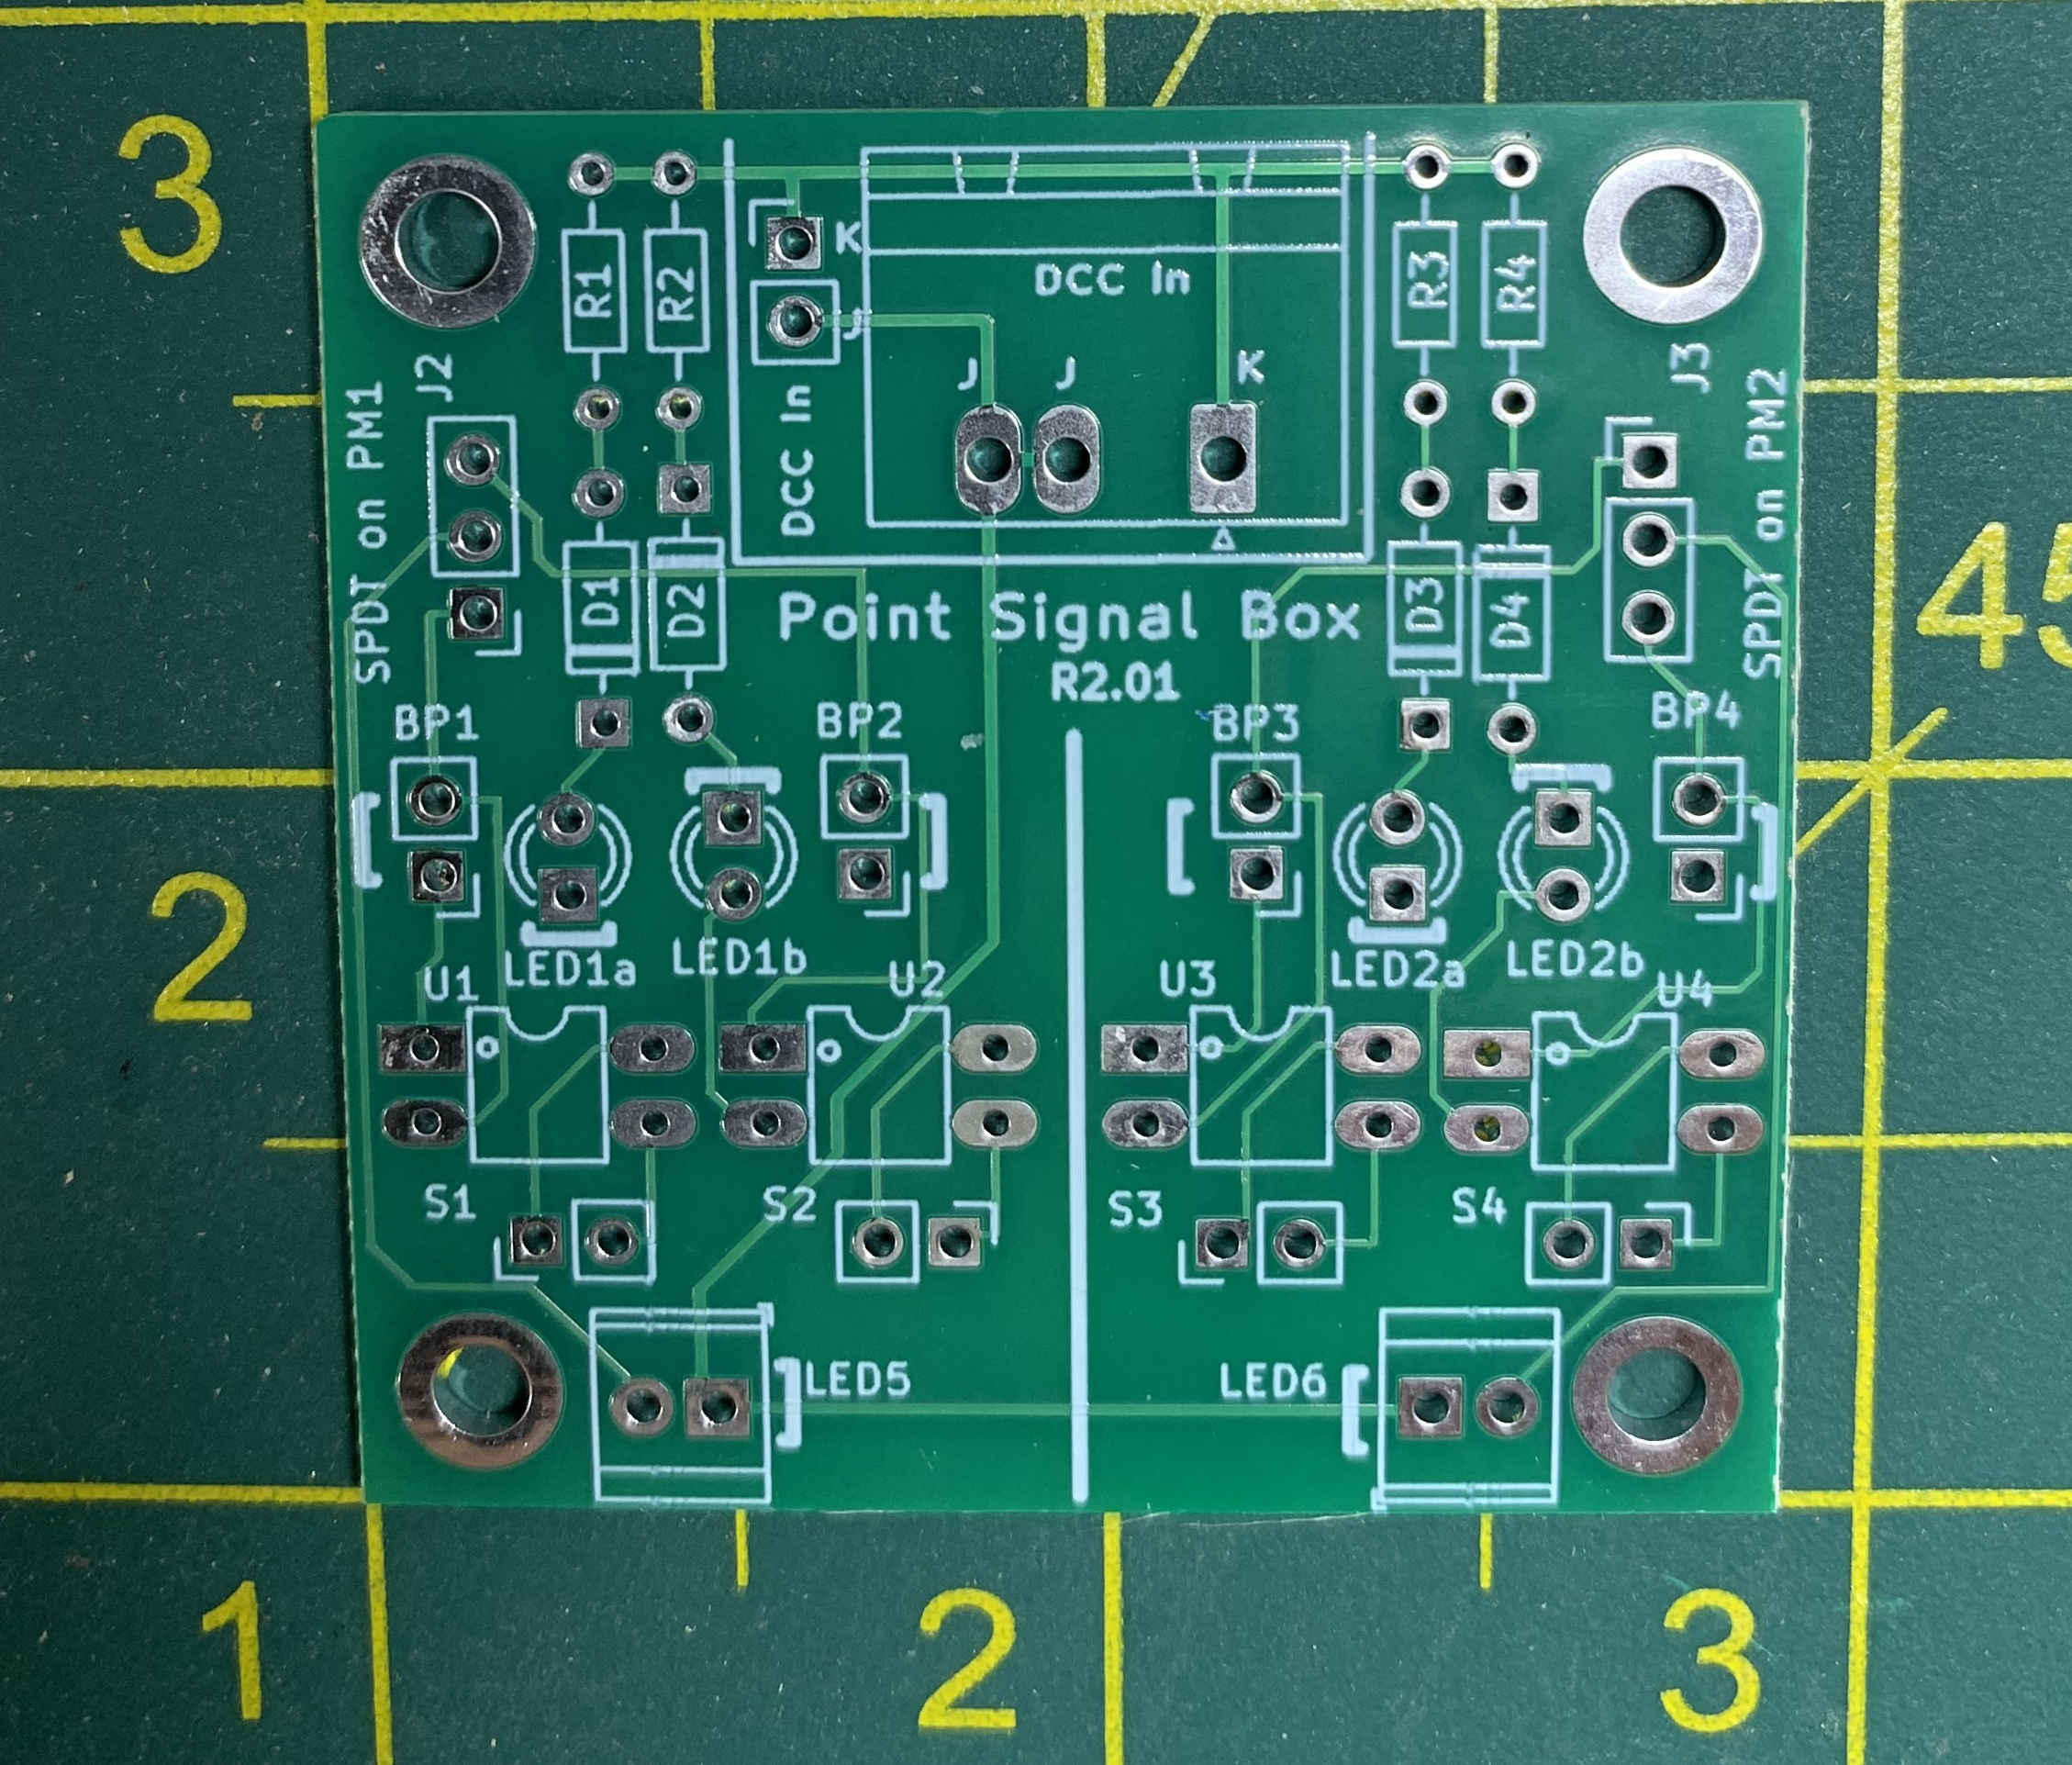 3
R1
R2
K
J
DCC In
J
J
K
DCC In
R3
R4
J2
SPDT on PM1
J3
SPDT on PM2
45
D1
D2
Point Signal Box
R2.01
D3
D4
BP1
BP2
BP3
BP4
2
LED1a
LED1b
LED2a
LED2b
U1
U2
U3
U4
S1
S2
S3
S4
LED5
LED6
1
2
3